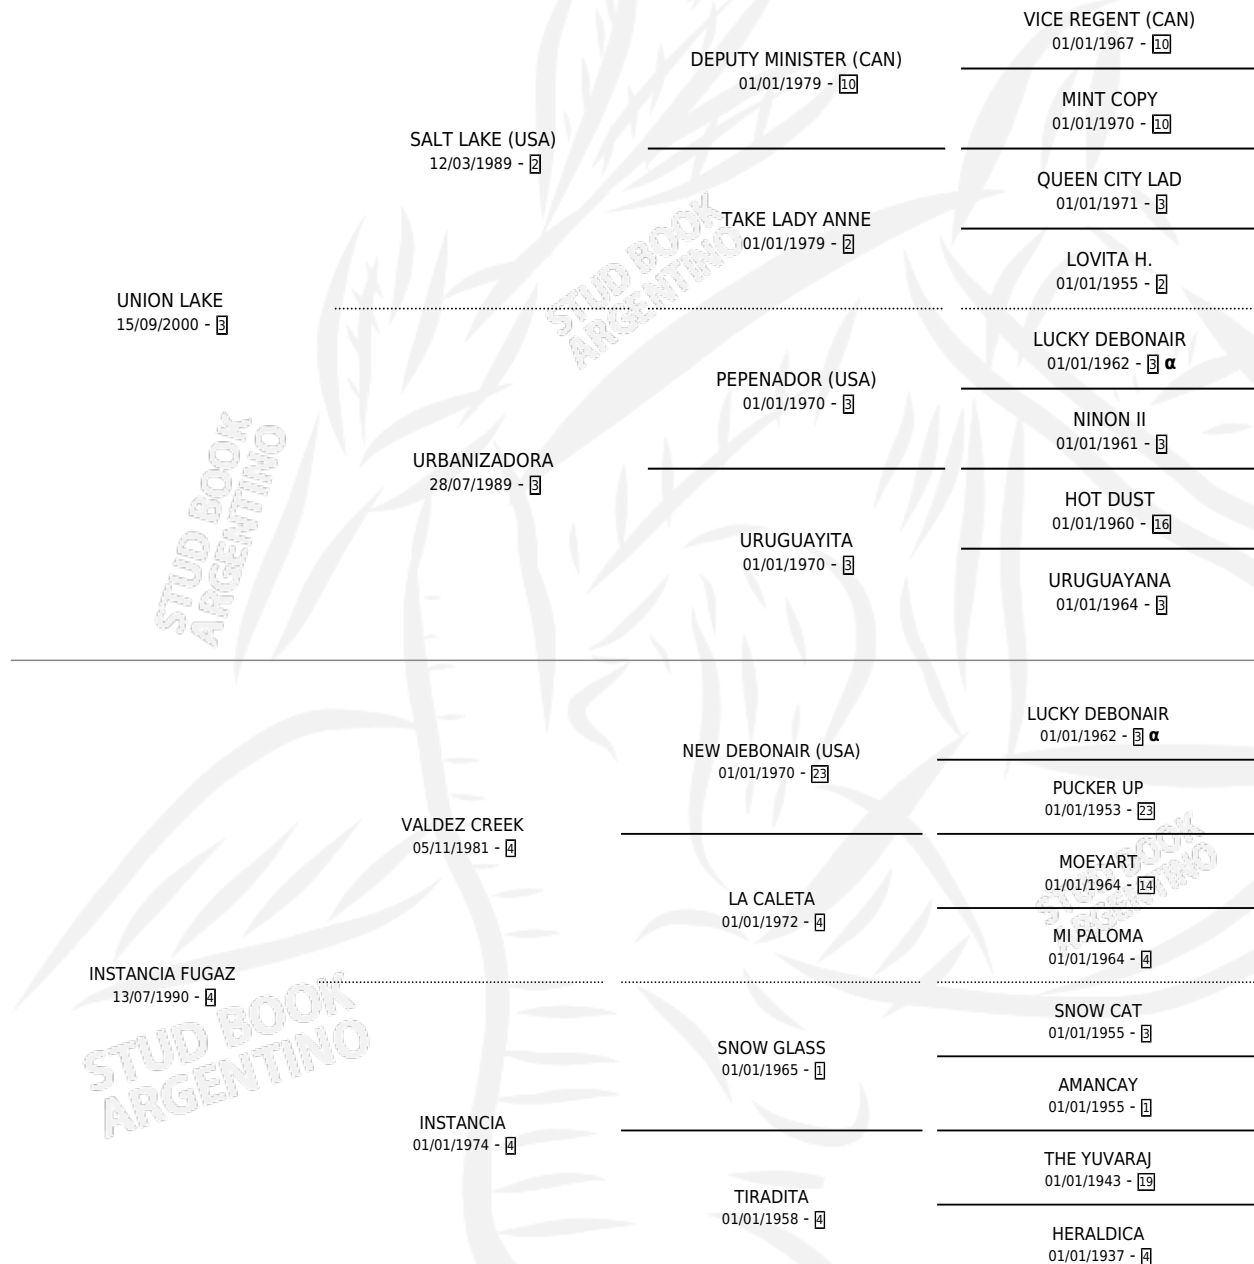 VICE REGENT (CAN)
01/01/1967 - 10
DEPUTY MINISTER (CAN)
01/01/1979 - 10
MINT COPY
01/01/1970 - 10
SALT LAKE (USA)
12/03/1989 - 2
QUEEN CITY LAD
01/01/1971 - 3
TAKE LADY ANNE
01/01/1979 - 2
LOVITA H.
01/01/1955 - 2
UNION LAKE
15/09/2000 - 3
LUCKY DEBONAIR
01/01/1962 - 3 α
PEPENADOR (USA)
01/01/1970 - 3
NINON II
01/01/1961 - 3
URBANIZADORA
28/07/1989 - 3
HOT DUST
01/01/1960 - 16
URUGUAYITA
01/01/1970 - 3
URUGUAYANA
01/01/1964 - 3
STUD BOOK
ARGENTINO
STUD BOOK
ARGENTINO
LUCKY DEBONAIR
01/01/1962 - 3 α
NEW DEBONAIR (USA)
01/01/1970 - 23
PUCKER UP
01/01/1953 - 23
VALDEZ CREEK
05/11/1981 - 4
MOEYART
01/01/1964 - 14
LA CALETA
01/01/1972 - 4
MI PALOMA
01/01/1964 - 4
INSTANCIA FUGAZ
13/07/1990 - 4
SNOW CAT
01/01/1955 - 3
SNOW GLASS
01/01/1965 - 1
AMANCAY
01/01/1955 - 1
INSTANCIA
01/01/1974 - 4
THE YUVARAJ
01/01/1943 - 19
TIRADITA
01/01/1958 - 4
HERALDICA
01/01/1937 - 4
STUD BOOK
ARGENTINO
STUD BOOK
ARGENTINO